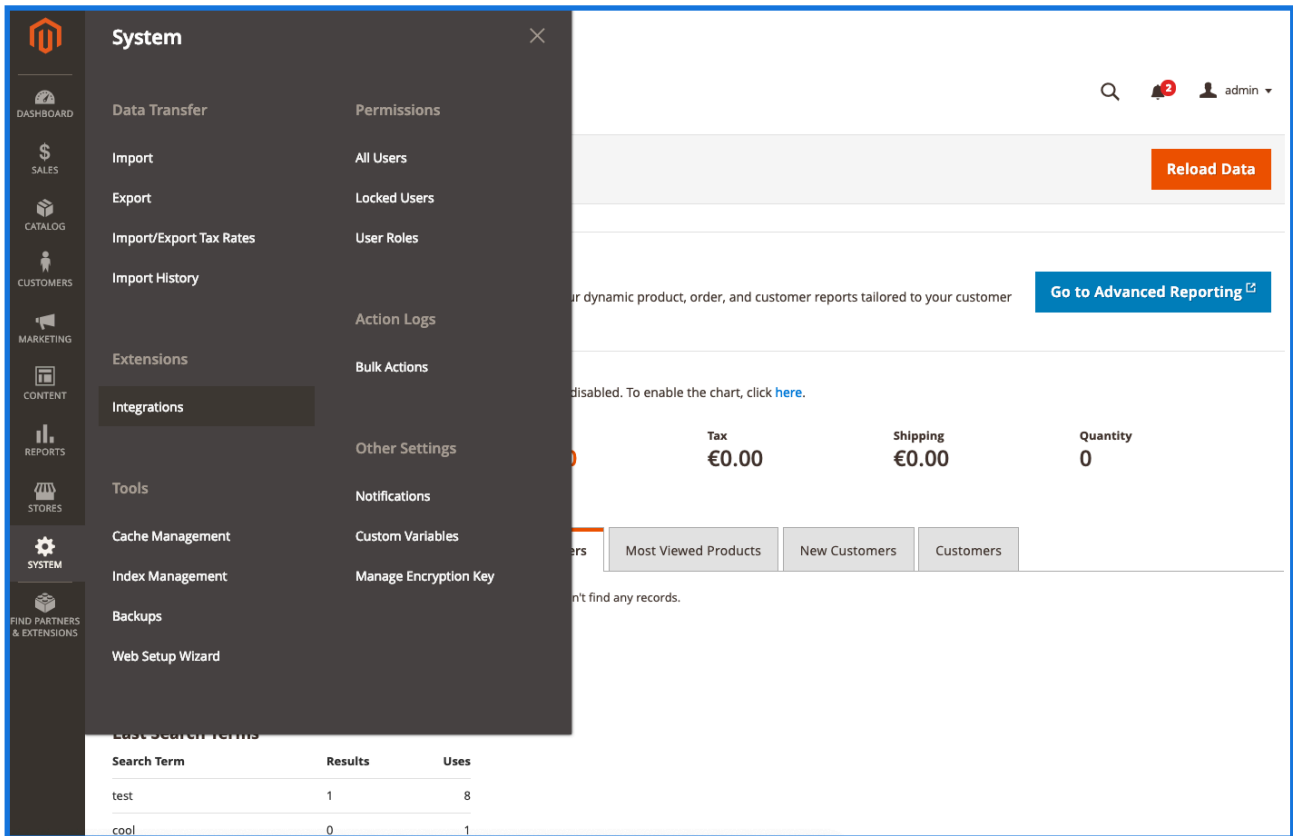 DASHBOARD
SALES
CATALOG
CUSTOMERS
MARKETING
CONTENT
REPORTS
STORES
SYSTEM
FIND PARTNERS
& EXTENSIONS
System
Data Transfer
Import
Export
Import/Export Tax Rates
Import History
Extensions
Integrations
Tools
Cache Management
Index Management
Backups
Web Setup Wizard
Permissions
All Users
Locked Users
User Roles
Action Logs
Bulk Actions
Other Settings
Notifications
Custom Variables
Manage Encryption Key
2
admin
Reload Data
dynamic product, order, and customer reports tailored to your customer
Go to Advanced Reporting
disabled. To enable the chart, click here.
Tax Shipping Quantity
€0.00 €0.00 0
Most Viewed Products New Customers Customers
find any records.
Last Search Terms
Search Term Results Uses
test 1 8
cool 0 1